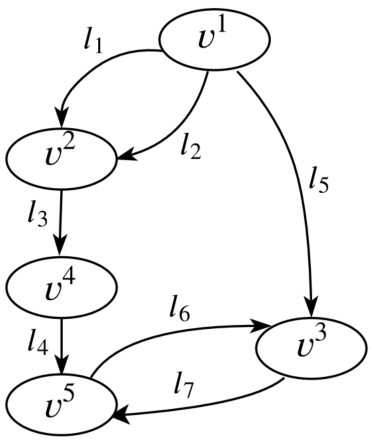 v¹
l₁
l₂
v²
l₅
l₃
v⁴
l₆
l₄
v³
l₇
v⁵